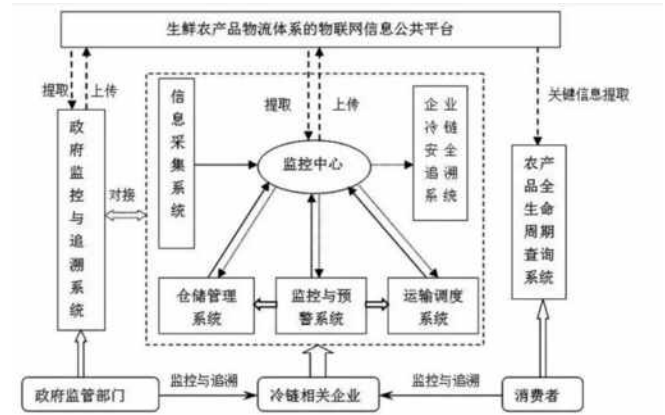 生鲜农产品物流体系的物联网信息公共平台
提取
上传
提取
上传
关键信息提取
信息采集系统
企业
冷链
安全
追溯
系统
政府监控与追溯系统
监控中心
农产
品全
生命
周期
查询
系统
对接
仓储管理
系统
监控与预
警系统
运输调度
系统
监控与追溯
监控与追溯
政府监管部门
冷链相关企业
消费者